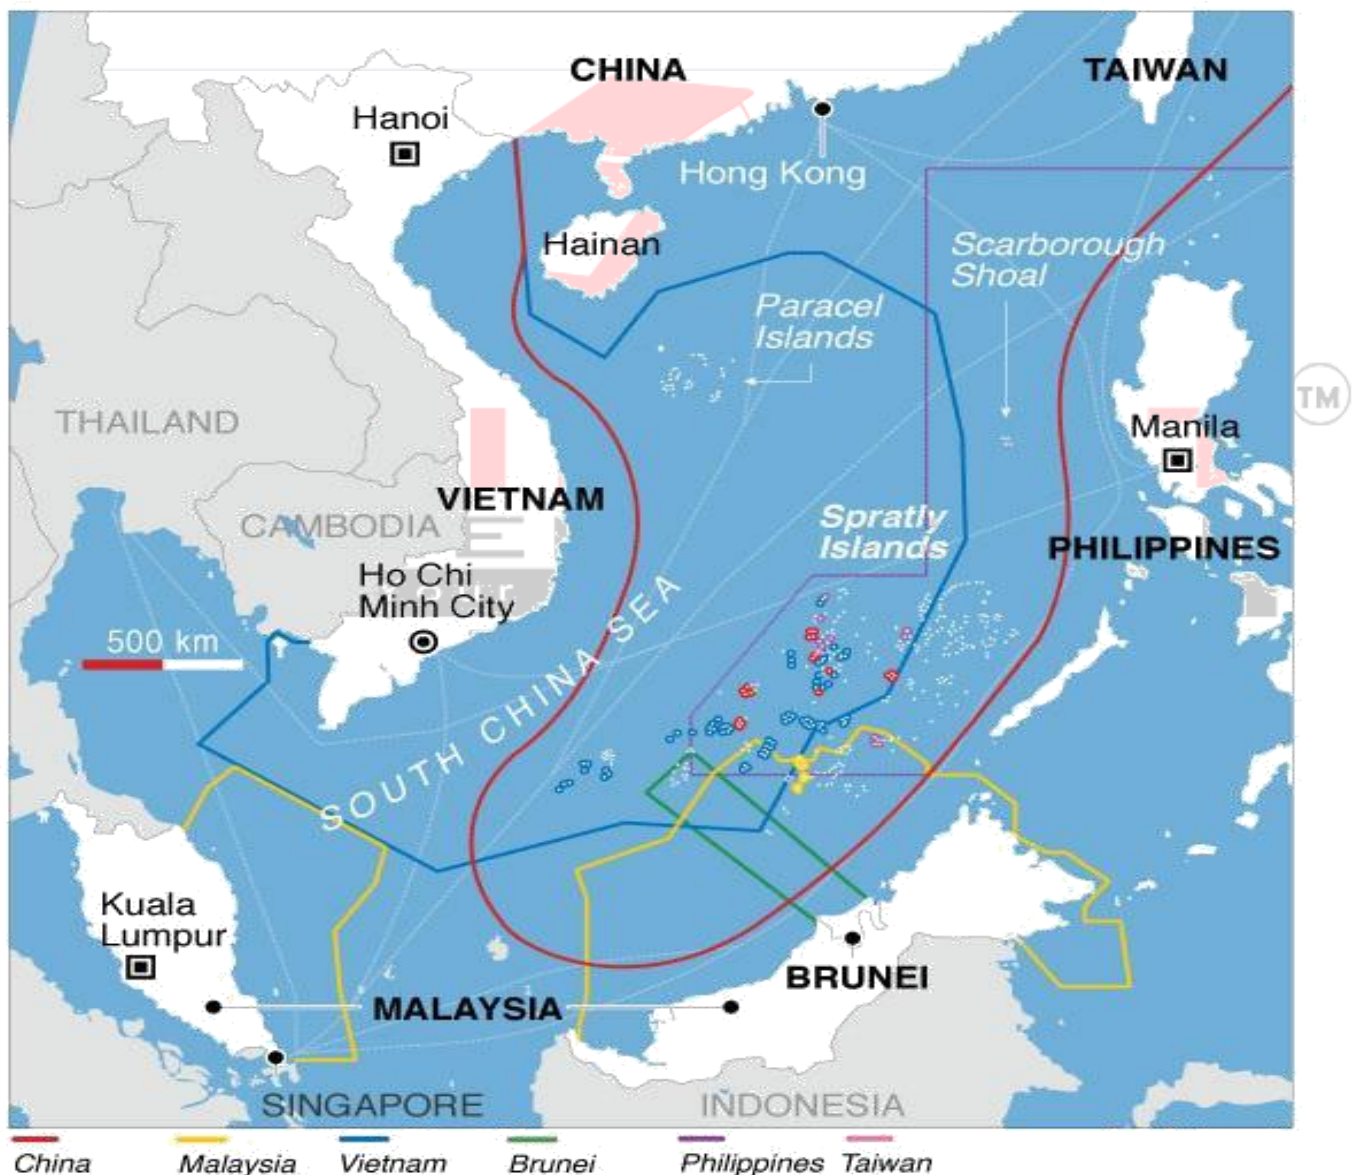 CHINA
TAIWAN
Hanoi
Hong Kong
Hainan
Scarborough
Shoal
Paracel
Islands
THAILAND
Manila
VIETNAM
CAMBODIA
Spratly
Islands
PHILIPPINES
Ho Chi
Minh City
500 km
SOUTH CHINA SEA
Kuala
Lumpur
BRUNEI
MALAYSIA
SINGAPORE
INDONESIA
China
Malaysia
Vietnam
Brunei
Philippines
Taiwan
TM